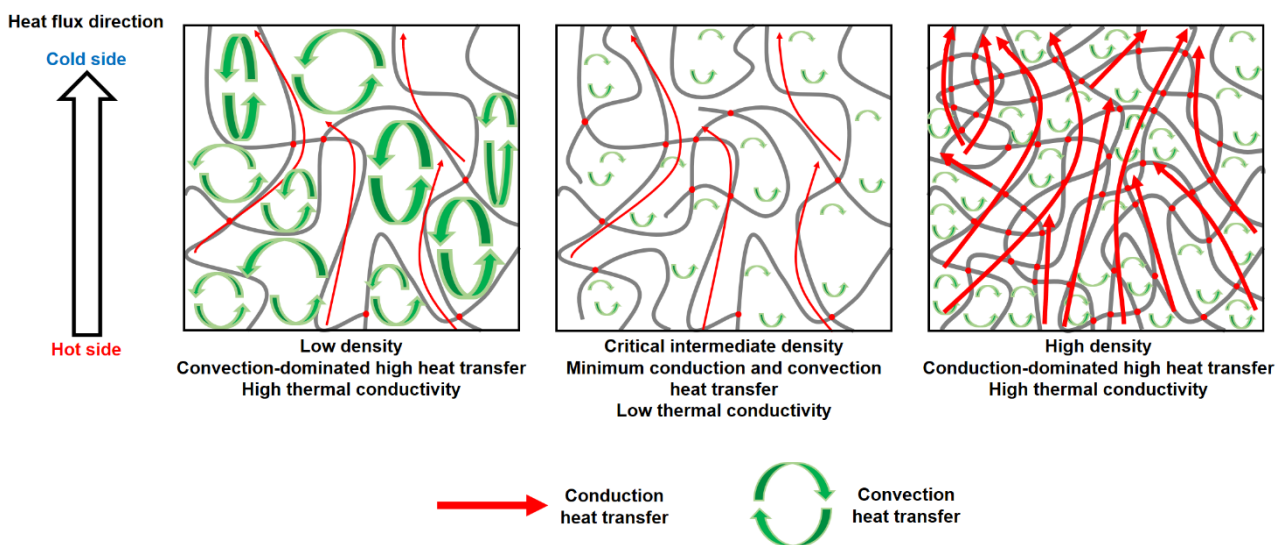 Heat flux direction
Cold side
Hot side
Low density
Convection-dominated high heat transfer
High thermal conductivity
Critical intermediate density
Minimum conduction and convection
heat transfer
Low thermal conductivity
High density
Conduction-dominated high heat transfer
High thermal conductivity
Conduction
heat transfer
Convection
heat transfer